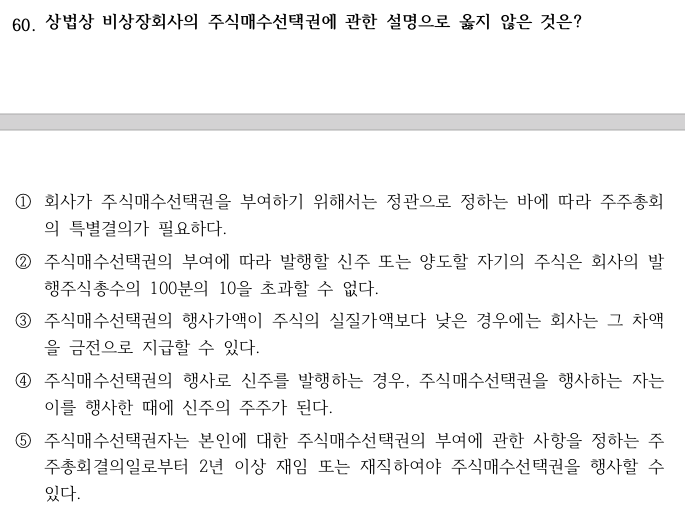 60. 상법상 비상장회사의 주식매수선택권에 관한 설명으로 옳지 않은 것은?
① 회사가 주식매수선택권을 부여하기 위해서는 정관으로 정하는 바에 따라 주주총회
의 특별결의가 필요하다.
② 주식매수선택권의 부여에 따라 발행할 신주 또는 양도할 자기의 주식은 회사의 발
행주식총수의 100분의 10을 초과할 수 없다.
③ 주식매수선택권의 행사가액이 주식의 실질가액보다 낮은 경우에는 회사는 그 차액
을 금전으로 지급할 수 있다.
④ 주식매수선택권의 행사로 신주를 발행하는 경우, 주식매수선택권을 행사하는 자는
이를 행사한 때에 신주의 주주가 된다.
⑤ 주식매수선택권자는 본인에 대한 주식매수선택권의 부여에 관한 사항을 정하는 주
주총회결의일로부터 2년 이상 재임 또는 재직하여야 주식매수선택권을 행사할 수
있다.